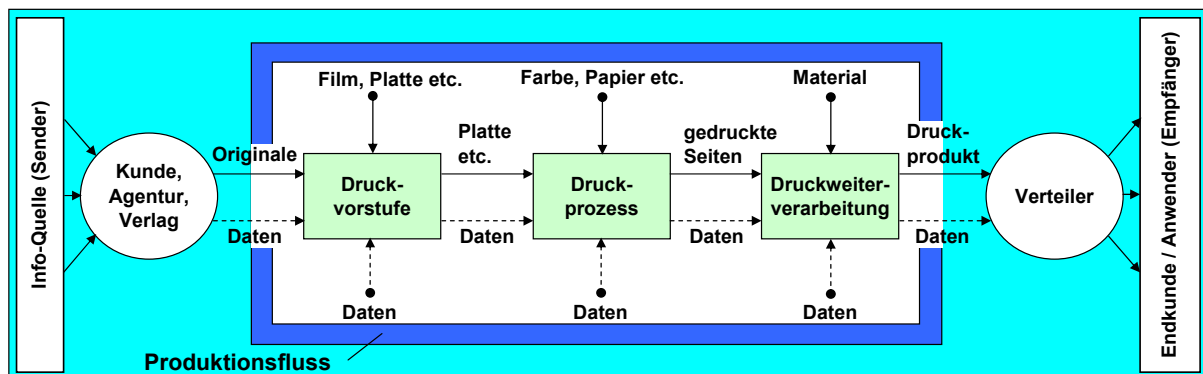 Info-Quelle (Sender)
Kunde,
Agentur,
Verlag
Originale
Daten
Film, Platte etc.
Druck-
vorstufe
Daten
Platte
etc.
Daten
Farbe, Papier etc.
Druck-
prozess
Daten
gedruckte
Seiten
Daten
Material
Druckweiter-
verarbeitung
Daten
Druck-
produkt
Daten
Verteiler
Endkunde / Anwender (Empfänger)
Produktionsfluss